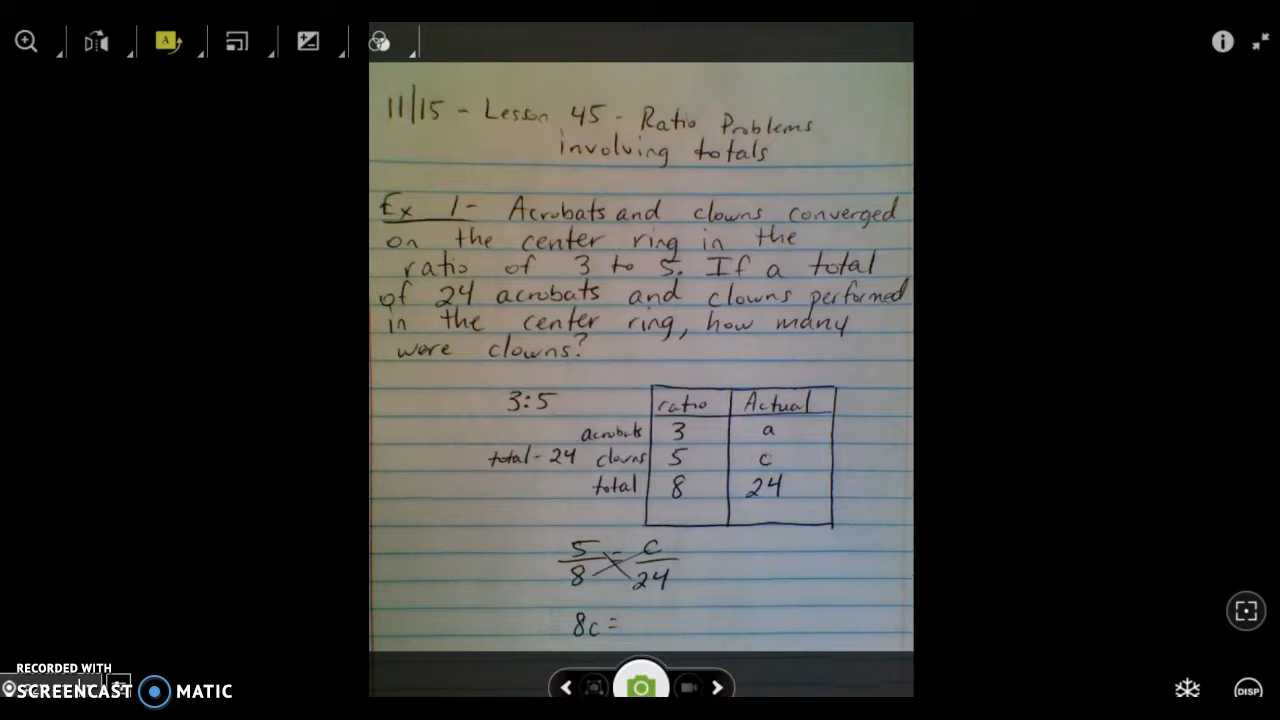 11/15 - Lesson 45 - Ratio Problems
involving totals
Ex 1- Acrobats and clowns converged
on the center ring in the
ratio of 3 to 5. If a total
of 24 acrobats and clowns performed
in the center ring, how many
were clowns?
3:5
ratio Actual
acrobats 3 a
total - 24 clowns 5 c
total 8 24
5/8 = c/24
8c =
RECORDED WITH
SCREENCAST MATIC
DISP